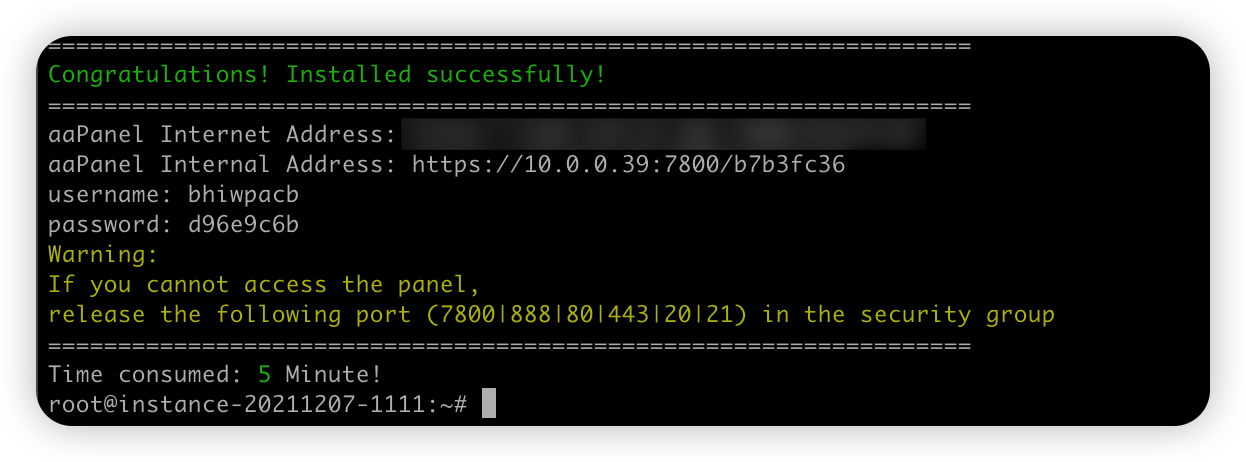 ==================================================================
Congratulations! Installed successfully!
==================================================================
aaPanel Internet Address:
aaPanel Internal Address: https://10.0.0.39:7800/b7b3fc36
username: bhiwpacb
password: d96e9c6b
Warning:
If you cannot access the panel,
release the following port (7800|888|80|443|20|21) in the security group
==================================================================
Time consumed: 5 Minute!
root@instance-20211207-1111:~#